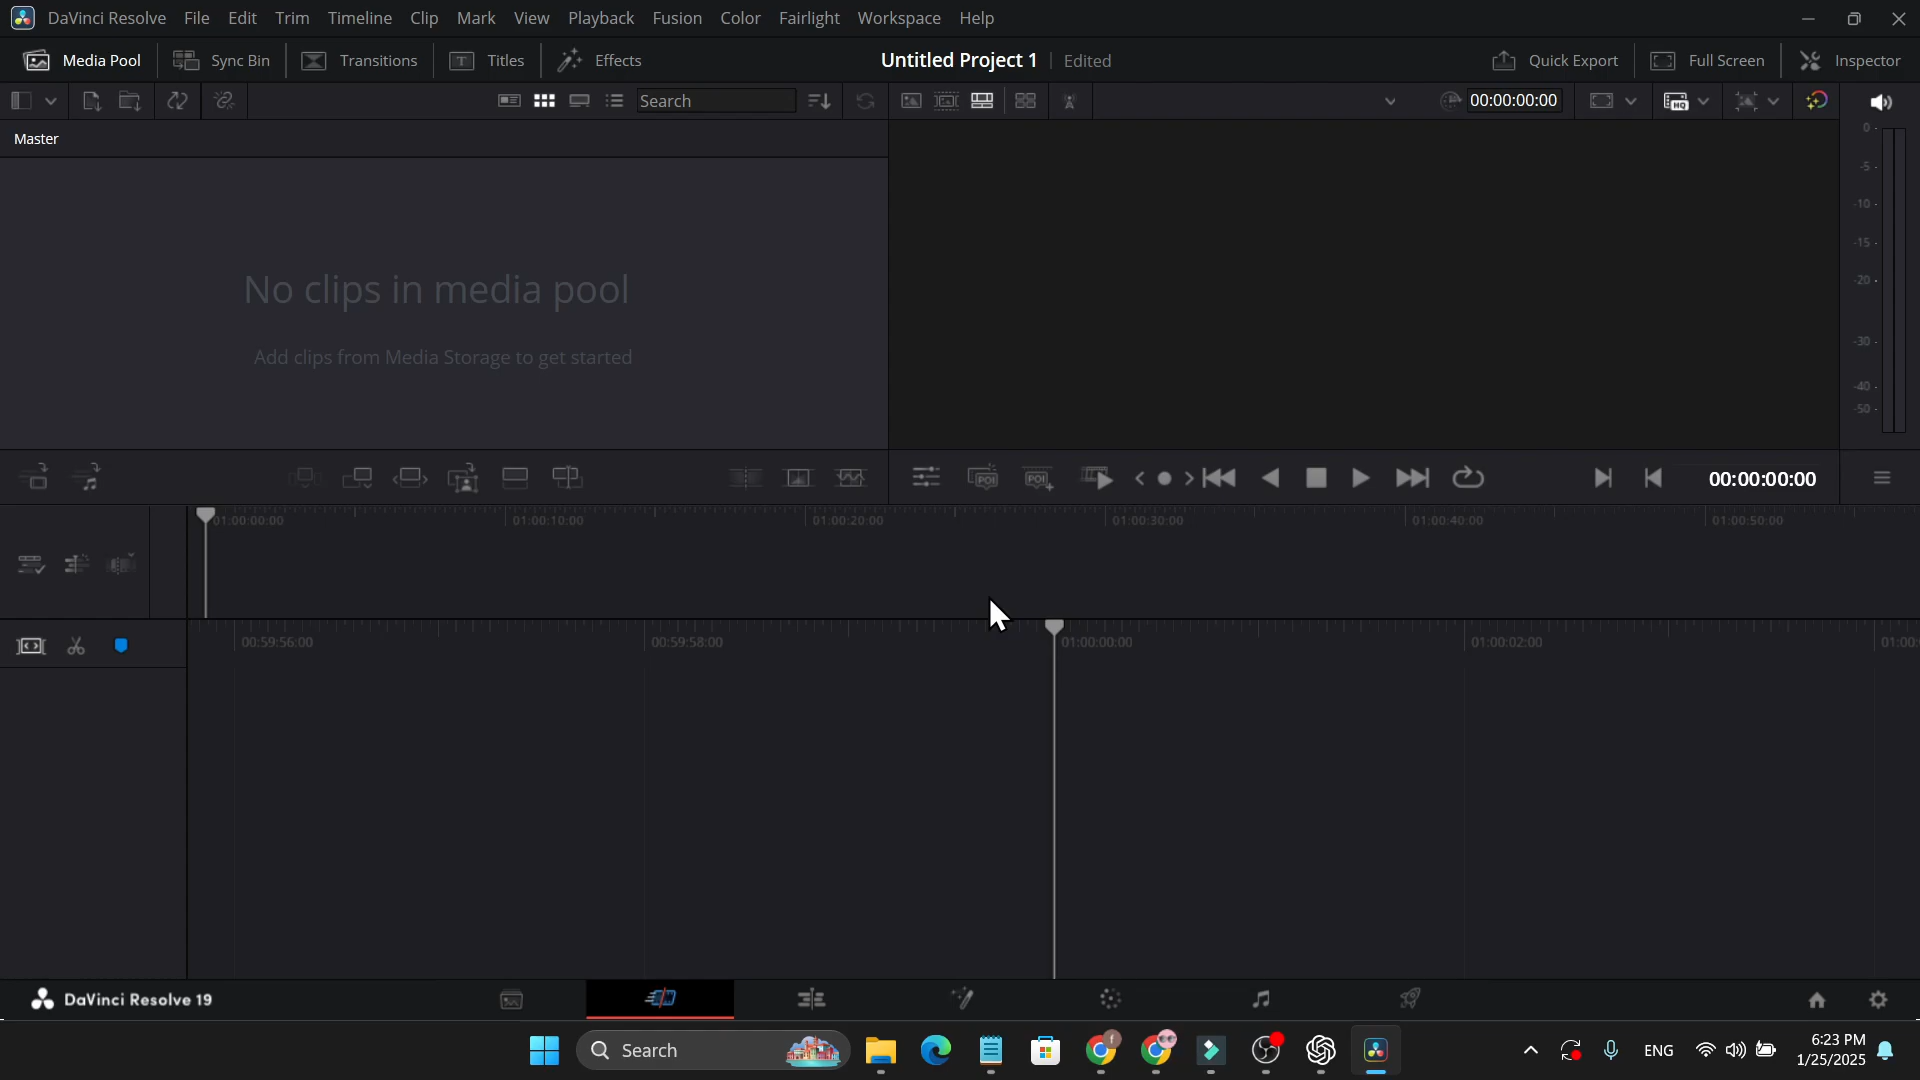 DaVinci Resolve File Edit Trim Timeline Clip Mark View Playback Fusion Color Fairlight Workspace Help
Media Pool Sync Bin Transitions Titles Effects Untitled Project 1 Edited Quick Export Full Screen Inspector
Search 00:00:00:00
Master
0
-5
-10
-15
-20
-30
-40
-50
No clips in media pool
Add clips from Media Storage to get started
POI POI 00:00:00:00
01:00:00:00 01:00:10:00 01:00:20:00 01:00:30:00 01:00:40:00 01:00:50:00
00:59:56:00 00:59:58:00 01:00:00:00 01:00:02:00 01:00:
DaVinci Resolve 19
Search ENG 6:23 PM
1/25/2025